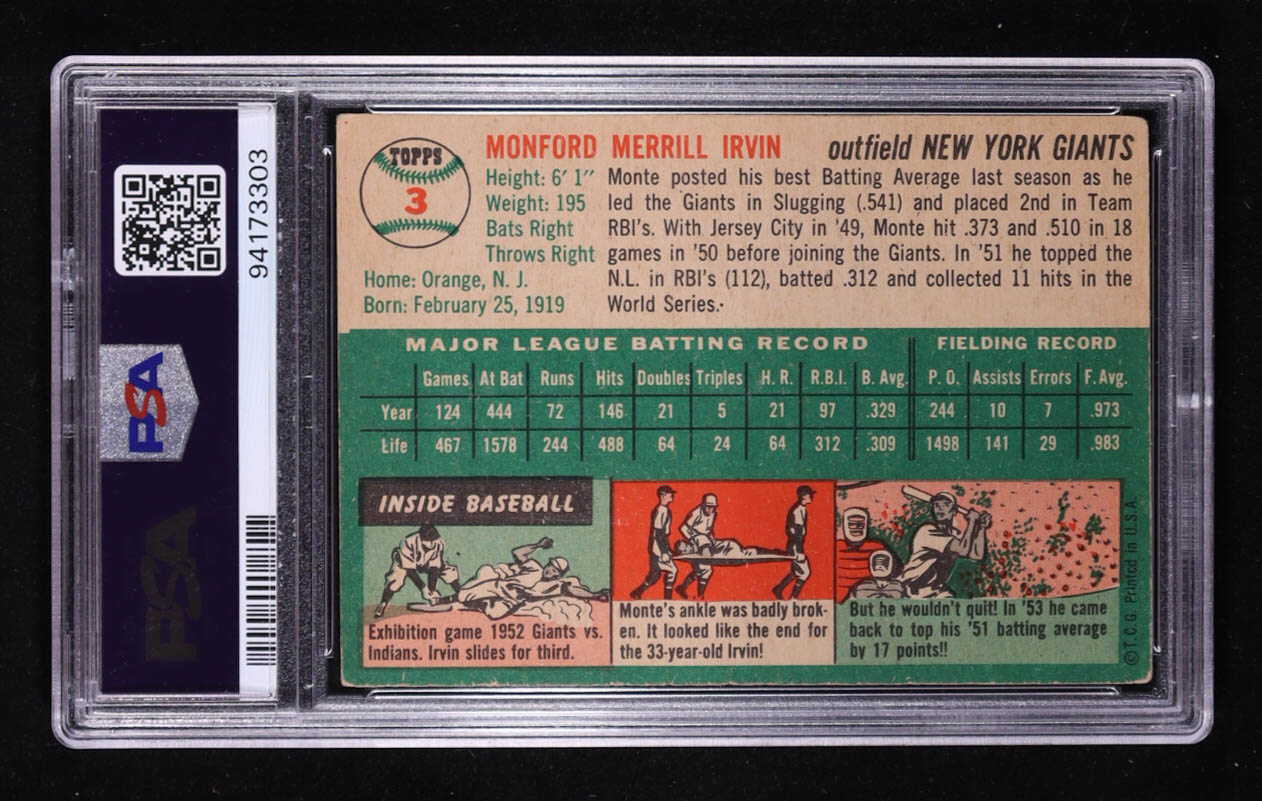 94173303
PSA
PSA
TOPPS
3
MONFORD MERRILL IRVIN outfield NEW YORK GIANTS
Height: 6' 1"
Weight: 195
Bats Right
Throws Right
Home: Orange, N. J.
Born: February 25, 1919
Monte posted his best Batting Average last season as he
led the Giants in Slugging (.541) and placed 2nd in Team
RBI's. With Jersey City in '49, Monte hit .373 and .510 in 18
games in '50 before joining the Giants. In '51 he topped the
N.L. in RBI's (112), batted .312 and collected 11 hits in the
World Series.
MAJOR LEAGUE BATTING RECORD FIELDING RECORD
Games At Bat Runs Hits Doubles Triples H. R. R.B.I. B. Avg. P. O. Assists Errors F. Avg.
Year 124 444 72 146 21 5 21 97 .329 244 10 7 .973
Life 467 1578 244 488 64 24 64 312 .309 1498 141 29 .983
INSIDE BASEBALL
Exhibition game 1952 Giants vs.
Indians. Irvin slides for third.
Monte's ankle was badly brok-
en. It looked like the end for
the 33-year-old Irvin!
But he wouldn't quit! In '53 he came
back to top his '51 batting average
by 17 points!!
©T.C.G. Printed in U.S.A.